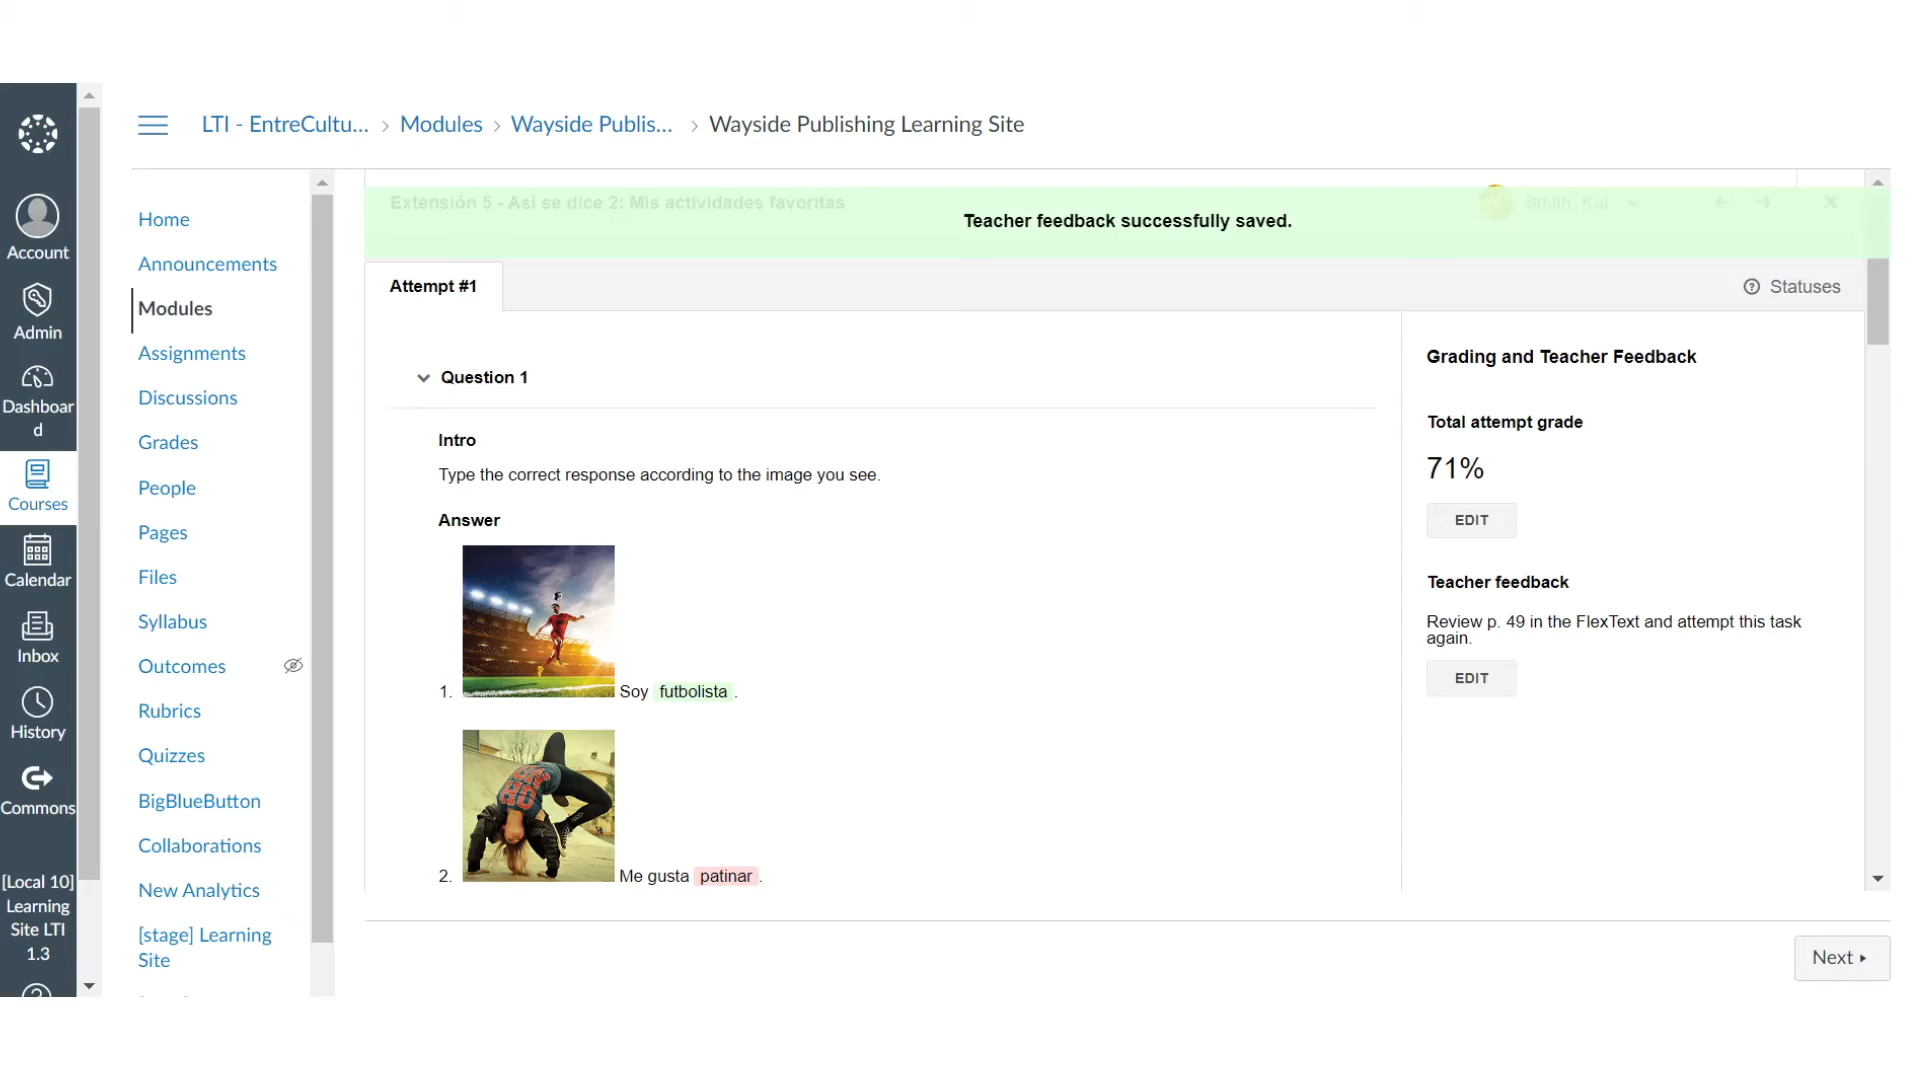 LTI - EntreCultu... > Modules > Wayside Publis... > Wayside Publishing Learning Site
Account
Admin
Dashboar
d
Courses
Calendar
Inbox
History
Commons
[Local 10]
Learning
Site LTI
1.3
Home
Announcements
Modules
Assignments
Discussions
Grades
People
Pages
Files
Syllabus
Outcomes
Rubrics
Quizzes
BigBlueButton
Collaborations
New Analytics
[stage] Learning
Site
Extensión 5 - Así se dice 2: Mis actividades favoritas
Smith, Kal
Teacher feedback successfully saved.
Attempt #1
Statuses
Question 1
Intro
Type the correct response according to the image you see.
Answer
1. Soy futbolista .
2. Me gusta patinar .
Grading and Teacher Feedback
Total attempt grade
71%
EDIT
Teacher feedback
Review p. 49 in the FlexText and attempt this task
again.
EDIT
Next